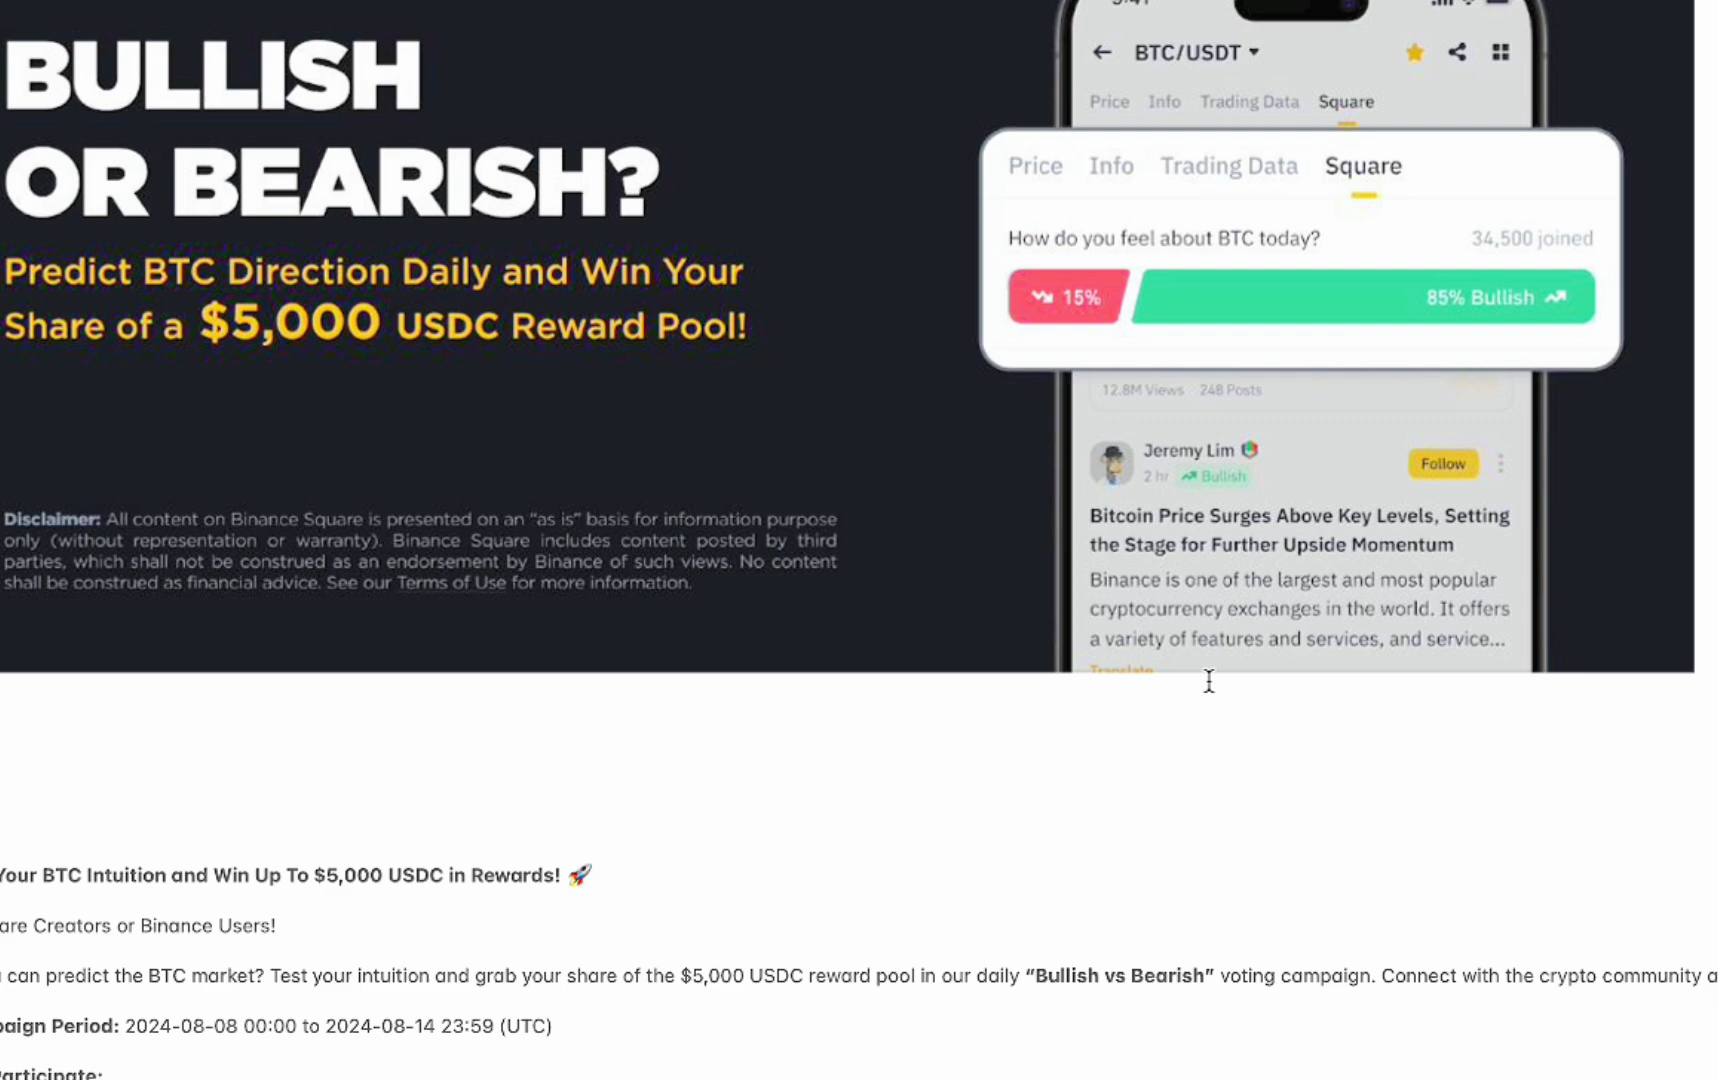 BULLISH
OR BEARISH?
Predict BTC Direction Daily and Win Your
Share of a $5,000 USDC Reward Pool!
Disclaimer: All content on Binance Square is presented on an “as is” basis for information purpose
only (without representation or warranty). Binance Square includes content posted by third
parties, which shall not be construed as an endorsement by Binance of such views. No content
shall be construed as financial advice. See our Terms of Use for more information.
BTC/USDT
Price Info Trading Data Square
Price Info Trading Data Square
How do you feel about BTC today? 34,500 joined
15% 85% Bullish
12.8M Views 248 Posts
Jeremy Lim
Follow
2 hr Bullish
Bitcoin Price Surges Above Key Levels, Setting
the Stage for Further Upside Momentum
Binance is one of the largest and most popular
cryptocurrency exchanges in the world. It offers
a variety of features and services, and service...
Translate
Your BTC Intuition and Win Up To $5,000 USDC in Rewards! 🚀
are Creators or Binance Users!
can predict the BTC market? Test your intuition and grab your share of the $5,000 USDC reward pool in our daily “Bullish vs Bearish” voting campaign. Connect with the crypto community
paign Period: 2024-08-08 00:00 to 2024-08-14 23:59 (UTC)
Participate: